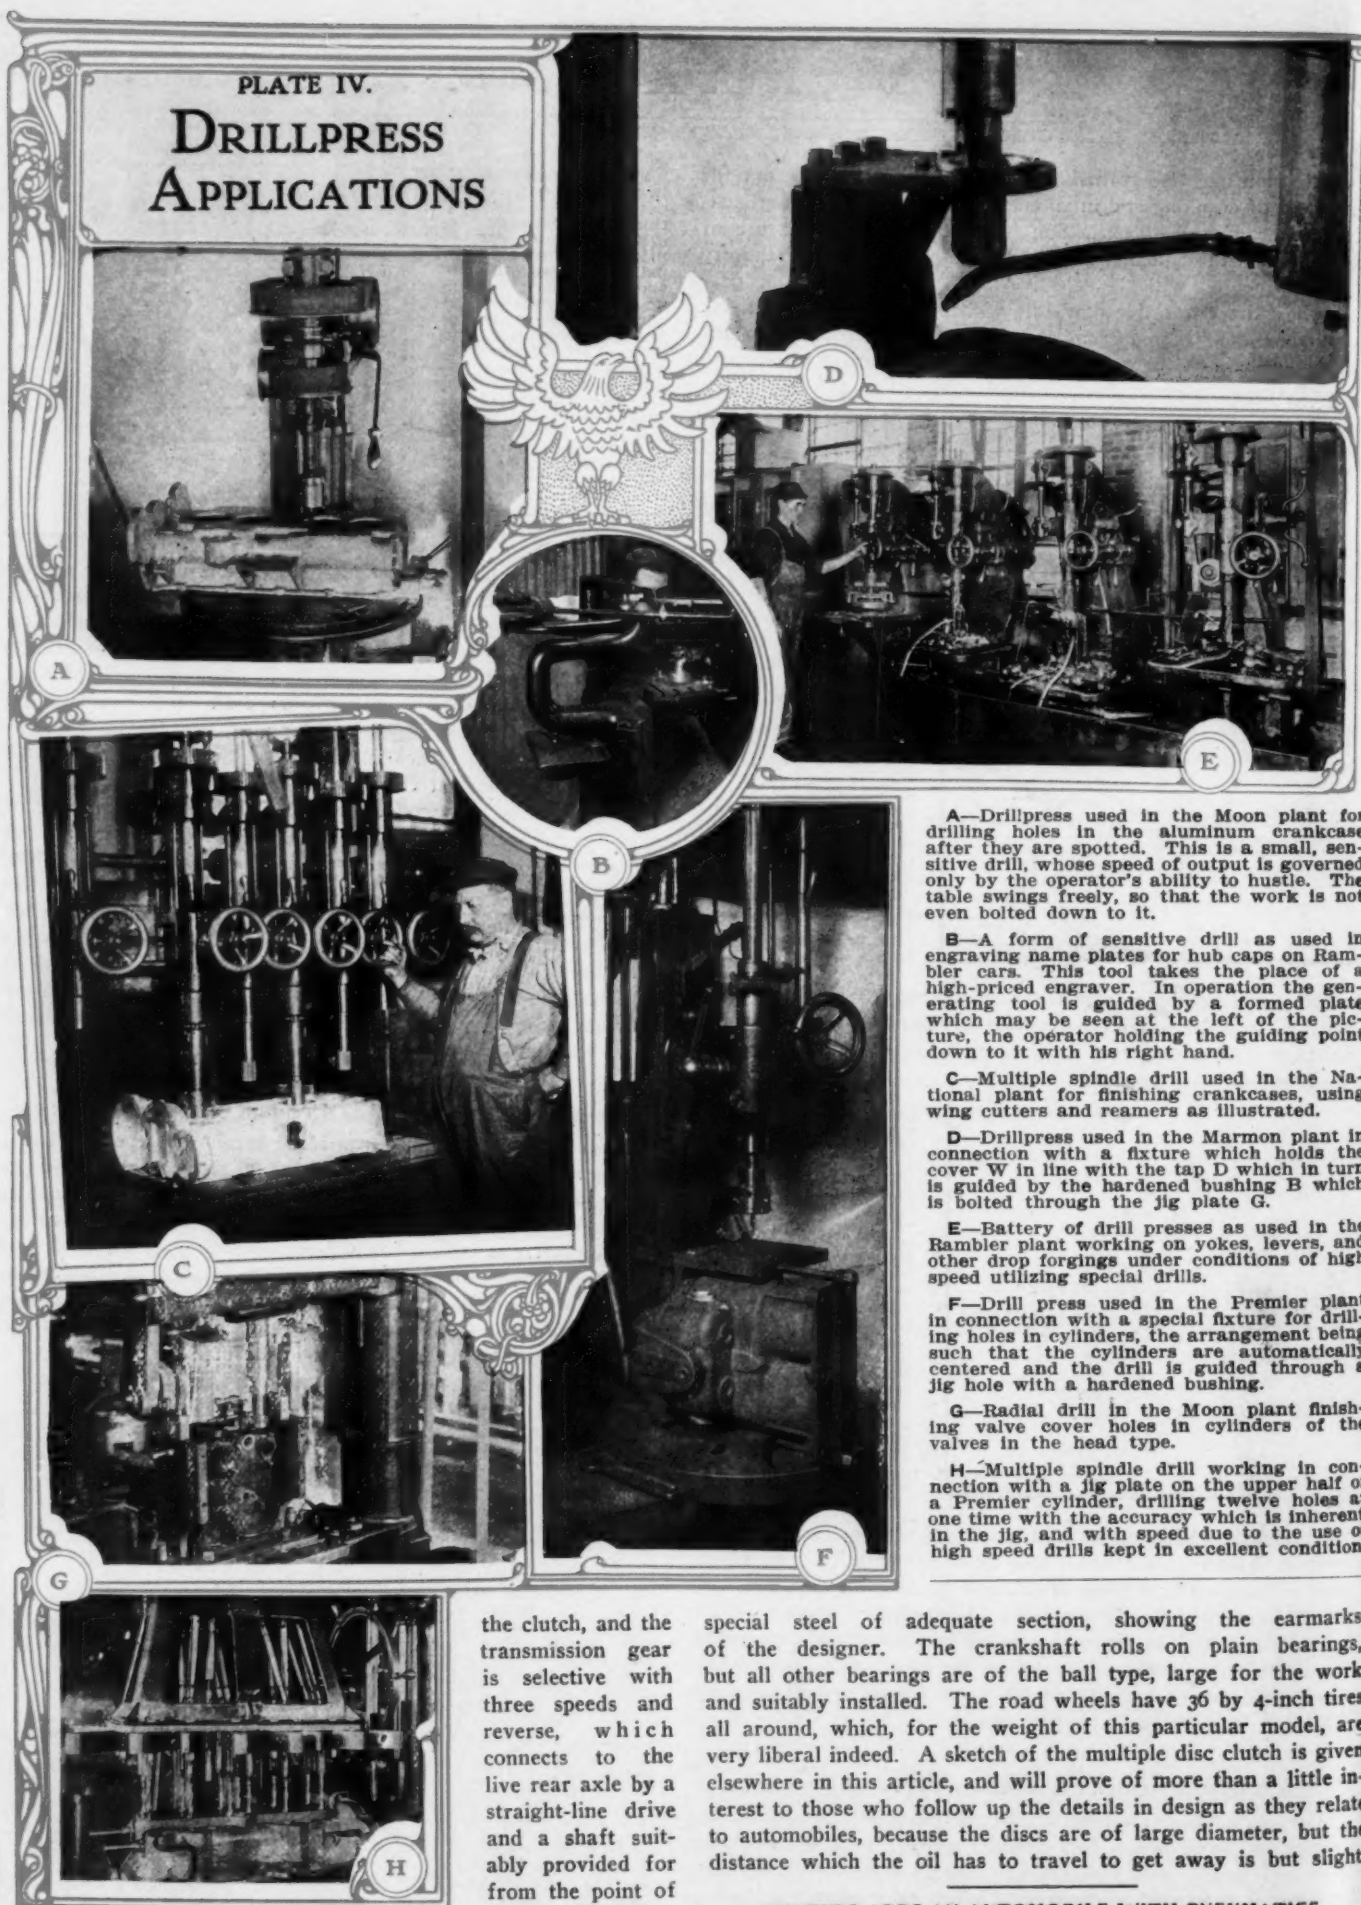 PLATE IV.
DRILLPRESS
APPLICATIONS
D
A
E
B
A—Drillpress used in the Moon plant for
drilling holes in the aluminum crankcase
after they are spotted. This is a small, sen-
sitive drill, whose speed of output is governed
only by the operator's ability to hustle. The
table swings freely, so that the work is not
even bolted down to it.
B—A form of sensitive drill as used in
engraving name plates for hub caps on Ram-
bler cars. This tool takes the place of a
high-priced engraver. In operation the gen-
erating tool is guided by a formed plate
which may be seen at the left of the pic-
ture, the operator holding the guiding point
down to it with his right hand.
C—Multiple spindle drill used in the Na-
tional plant for finishing crankcases, using
wing cutters and reamers as illustrated.
D—Drillpress used in the Marmon plant in
connection with a fixture which holds the
cover W in line with the tap D which in turn
is guided by the hardened bushing B which
is bolted through the jig plate G.
E—Battery of drill presses as used in the
Rambler plant working on yokes, levers, and
other drop forgings under conditions of high
speed utilizing special drills.
F—Drill press used in the Premier plant
in connection with a special fixture for drill-
ing holes in cylinders, the arrangement being
such that the cylinders are automatically
centered and the drill is guided through a
jig hole with a hardened bushing.
G—Radial drill in the Moon plant finish-
ing valve cover holes in cylinders of the
valves in the head type.
H—Multiple spindle drill working in con-
nection with a jig plate on the upper half of
a Premier cylinder, drilling twelve holes at
one time with the accuracy which is inherent
in the jig, and with speed due to the use of
high speed drills kept in excellent condition
C
F
G
H
the clutch, and the
transmission gear
is selective with
three speeds and
reverse, which
connects to the
live rear axle by a
straight-line drive
and a shaft suit-
ably provided for
from the point of
special steel of adequate section, showing the earmarks
of the designer. The crankshaft rolls on plain bearings,
but all other bearings are of the ball type, large for the work
and suitably installed. The road wheels have 36 by 4-inch tires
all around, which, for the weight of this particular model, are
very liberal indeed. A sketch of the multiple disc clutch is given
elsewhere in this article, and will prove of more than a little in-
terest to those who follow up the details in design as they relate
to automobiles, because the discs are of large diameter, but the
distance which the oil has to travel to get away is but slight